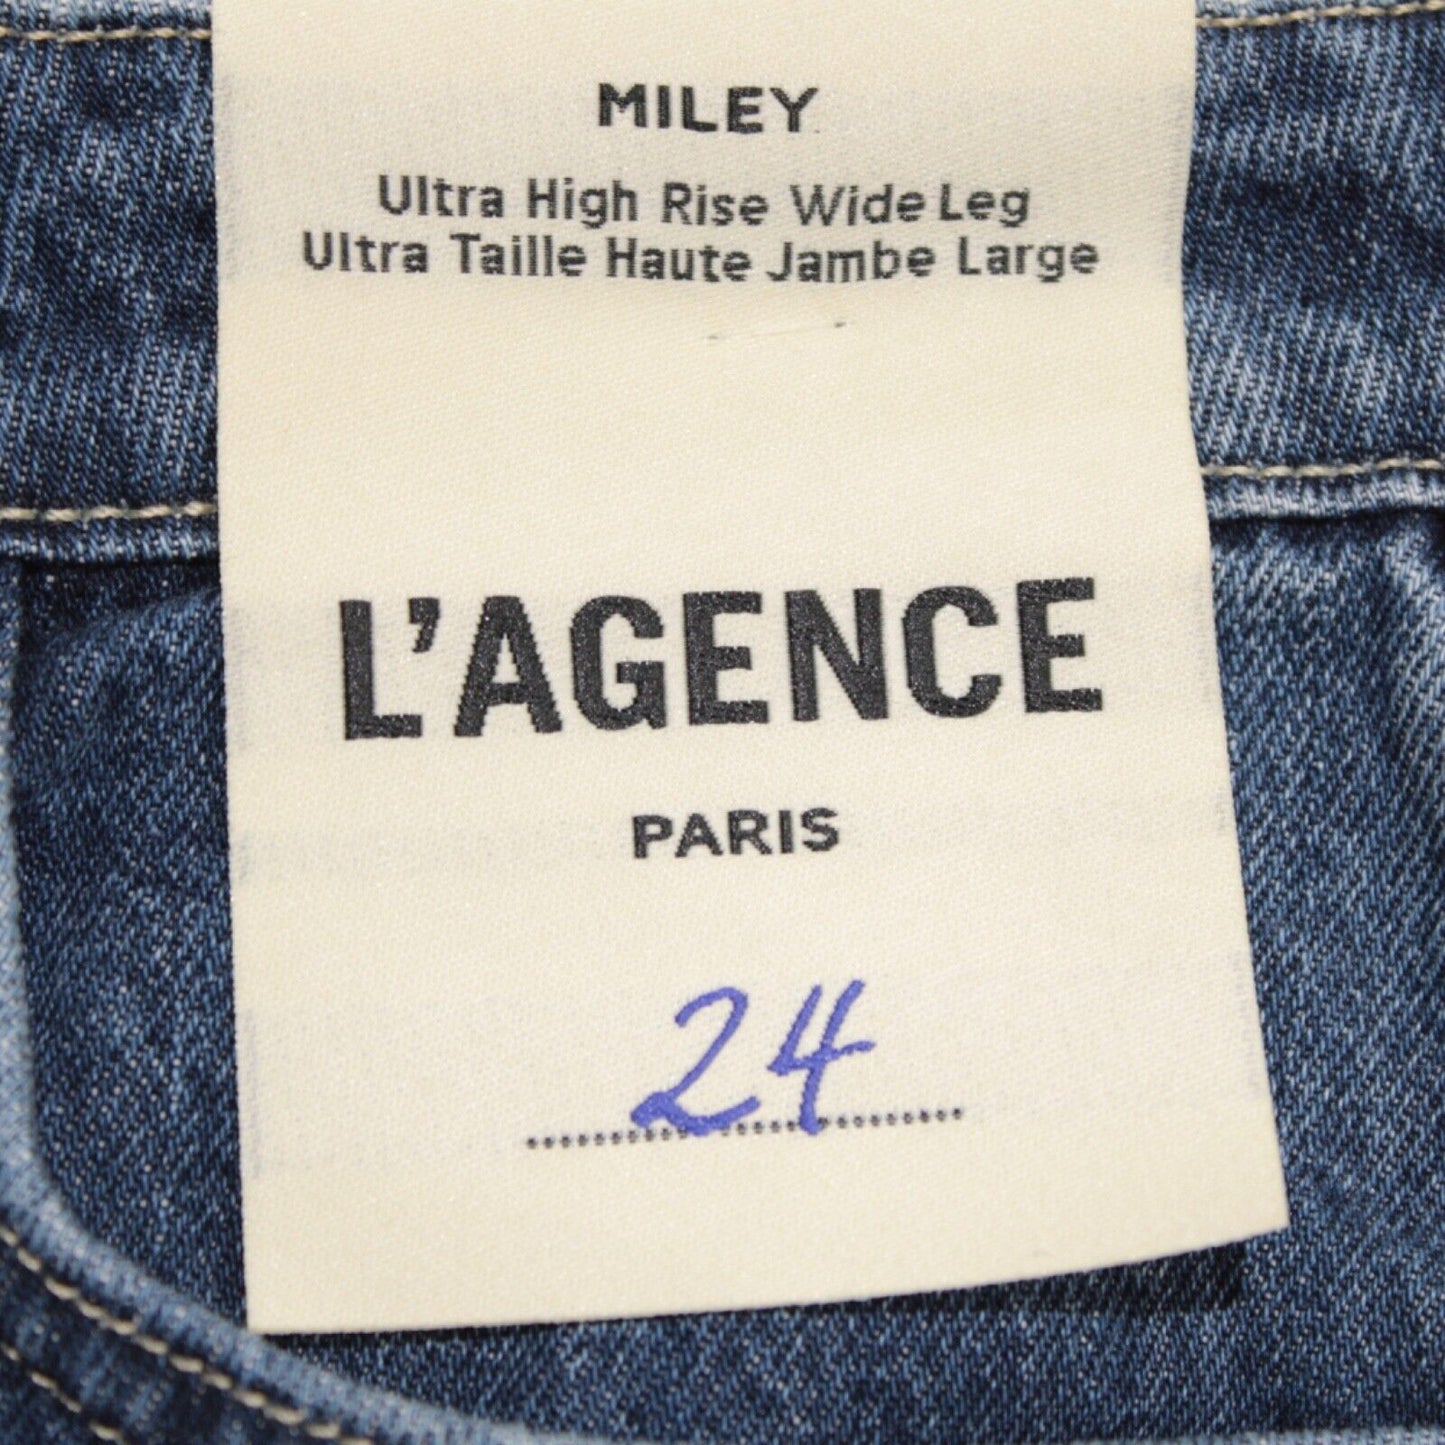 MILEY
Ultra High Rise Wide Leg
Ultra Taille Haute Jambe Large
L'AGENCE
PARIS
24